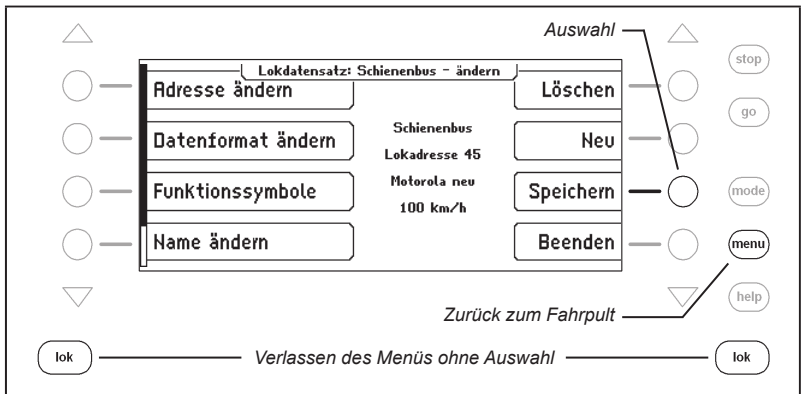 Auswahl
stop
Lokdatensatz: Schienenbus - ändern
Adresse ändern
Löschen
go
Datenformat ändern
Schienenbus
Neu
Lokadresse 45
Funktionssymbole
Motorola neu
Speichern
mode
100 km/h
Name ändern
Beenden
menu
help
Zurück zum Fahrpult
lok
Verlassen des Menüs ohne Auswahl
lok